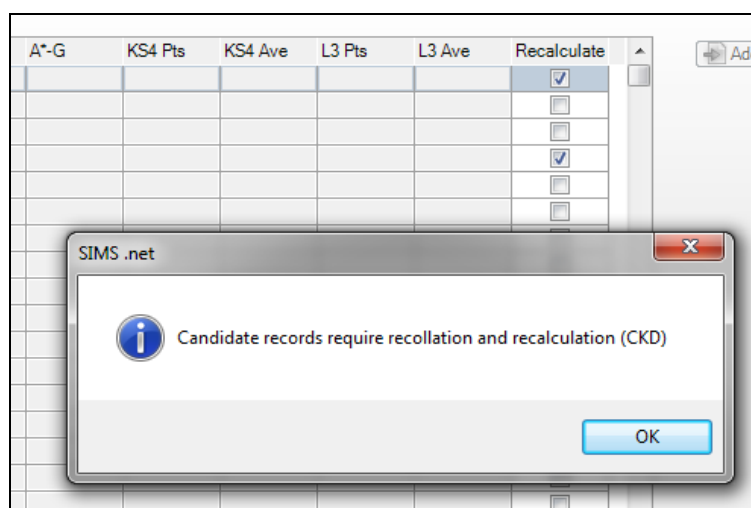 A*-G KS4 Pts KS4 Ave L3 Pts L3 Ave Recalculate
Ad
SIMS .net
Candidate records require recollation and recalculation (CKD)
OK